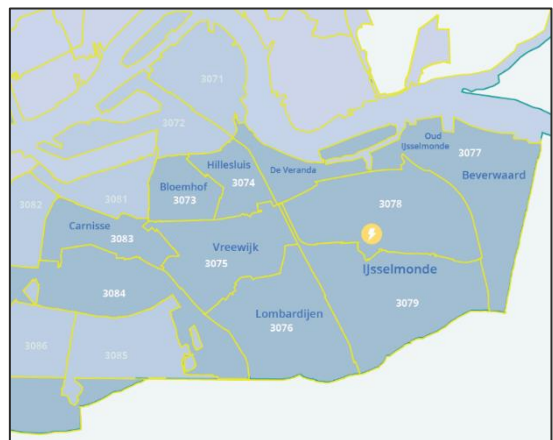 3071
3072
Oud
IJsselmonde
3077
Hillesluis
De Veranda
Beverwaard
3074
Bloemhof
3073
3081
3082
3078
Carnisse
3083
Vreewijk
3075
IJsselmonde
3084
3079
Lombardijen
3076
3086
3085